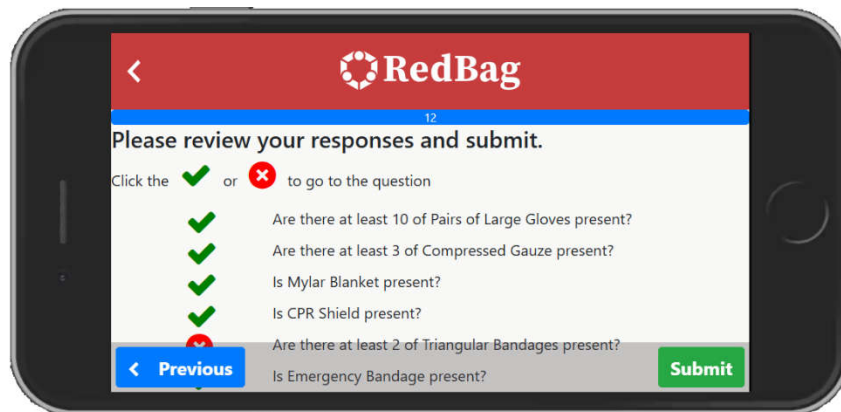 RedBag
12
Please review your responses and submit.
Click the or to go to the question
Are there at least 10 of Pairs of Large Gloves present?
Are there at least 3 of Compressed Gauze present?
Is Mylar Blanket present?
Is CPR Shield present?
Are there at least 2 of Triangular Bandages present?
Previous
Is Emergency Bandage present?
Submit